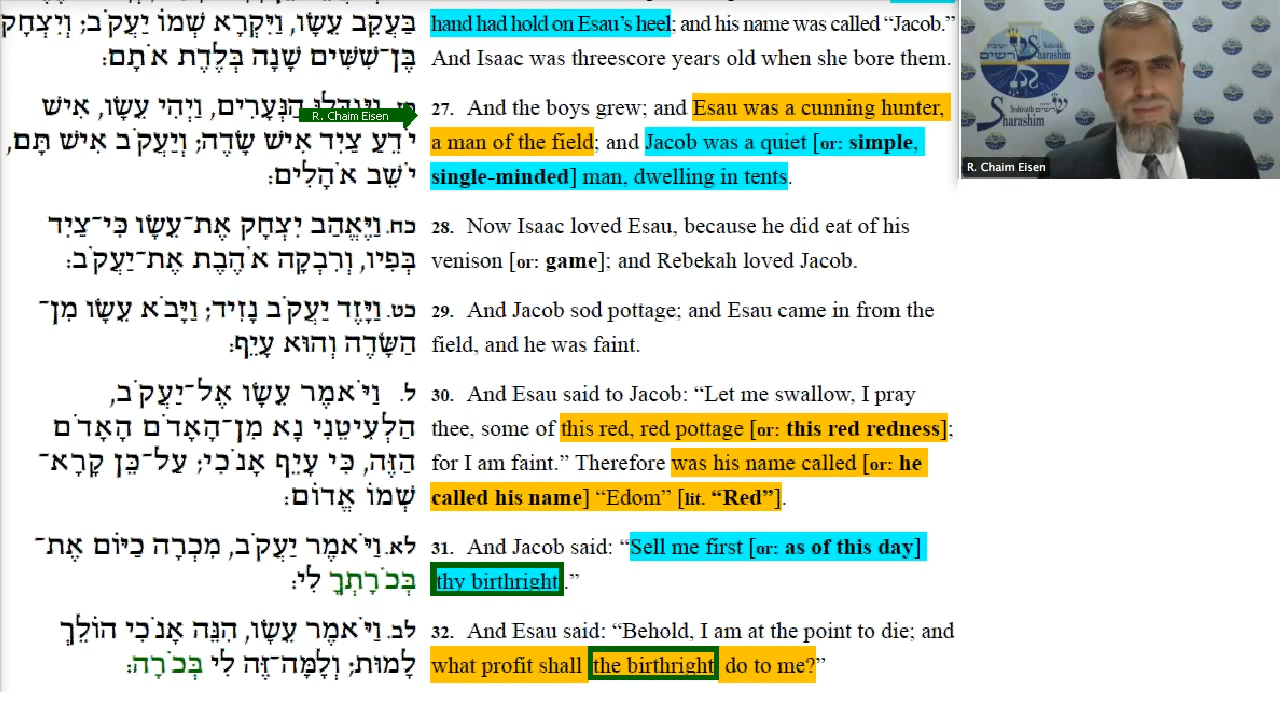 בַּעֲקֵב עֵשָׂו, וַיִּקְרָא שְׁמוֹ יַעֲקֹב; וְיִצְחָק
בֶּן־שִׁשִּׁים שָׁנָה בְּלֶדֶת אֹתָם:
hand had hold on Esau’s heel; and his name was called “Jacob.”
And Isaac was threescore years old when she bore them.
וַיִּגְדְּלוּ הַנְּעָרִים, וַיְהִי עֵשָׂו, אִישׁ
יֹדֵעַ צַיִד אִישׁ שָׂדֶה; וְיַעֲקֹב אִישׁ תָּם,
יֹשֵׁב אֹהָלִים:
R. Chaim Eisen
27. And the boys grew; and Esau was a cunning hunter,
a man of the field; and Jacob was a quiet [or: simple,
single-minded] man, dwelling in tents.
כח. וַיֶּאֱהַב יִצְחָק אֶת־עֵשָׂו כִּי־צַיִד
בְּפִיו, וְרִבְקָה אֹהֶבֶת אֶת־יַעֲקֹב:
28. Now Isaac loved Esau, because he did eat of his
venison [or: game]; and Rebekah loved Jacob.
כט. וַיָּזֶד יַעֲקֹב נָזִיד; וַיָּבֹא עֵשָׂו מִן־
הַשָּׂדֶה וְהוּא עָיֵף:
29. And Jacob sod pottage; and Esau came in from the
field, and he was faint.
ל. וַיֹּאמֶר עֵשָׂו אֶל־יַעֲקֹב,
הַלְעִיטֵנִי נָא מִן־הָאָדֹם הָאָדֹם
הַזֶּה, כִּי עָיֵף אָנֹכִי; עַל־כֵּן קָרָא־
שְׁמוֹ אֱדוֹם:
30. And Esau said to Jacob: “Let me swallow, I pray
thee, some of this red, red pottage [or: this red redness];
for I am faint.” Therefore was his name called [or: he
called his name] “Edom” [lit. “Red”].
לא. וַיֹּאמֶר יַעֲקֹב, מִכְרָה כַיּוֹם אֶת־
בְּכֹרָתְךָ לִי:
31. And Jacob said: “Sell me first [or: as of this day]
thy birthright.”
לב. וַיֹּאמֶר עֵשָׂו, הִנֵּה אָנֹכִי הוֹלֵךְ
לָמוּת; וְלָמָּה־זֶּה לִי בְּכֹרָה:
32. And Esau said: “Behold, I am at the point to die; and
what profit shall the birthright do to me?”
Yeshivath
Sharashim
R. Chaim Eisen